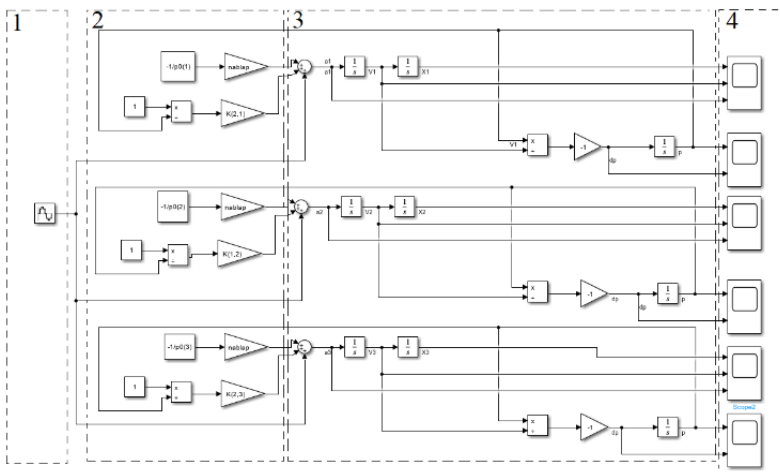 1
2
3
4
-1/p0(1)
nablap
1
K(2,1)
a1
a1
1
s
V1
1
s
X1
V1
-1
dp
1
s
p
-1/p0(2)
nablap
1
K(1,2)
a2
1
s
V2
1
s
X2
-1
dp
dp
1
s
p
-1/p0(3)
nablap
1
K(2,3)
a3
1
s
V3
1
s
X3
Scope2
-1
dp
1
s
p